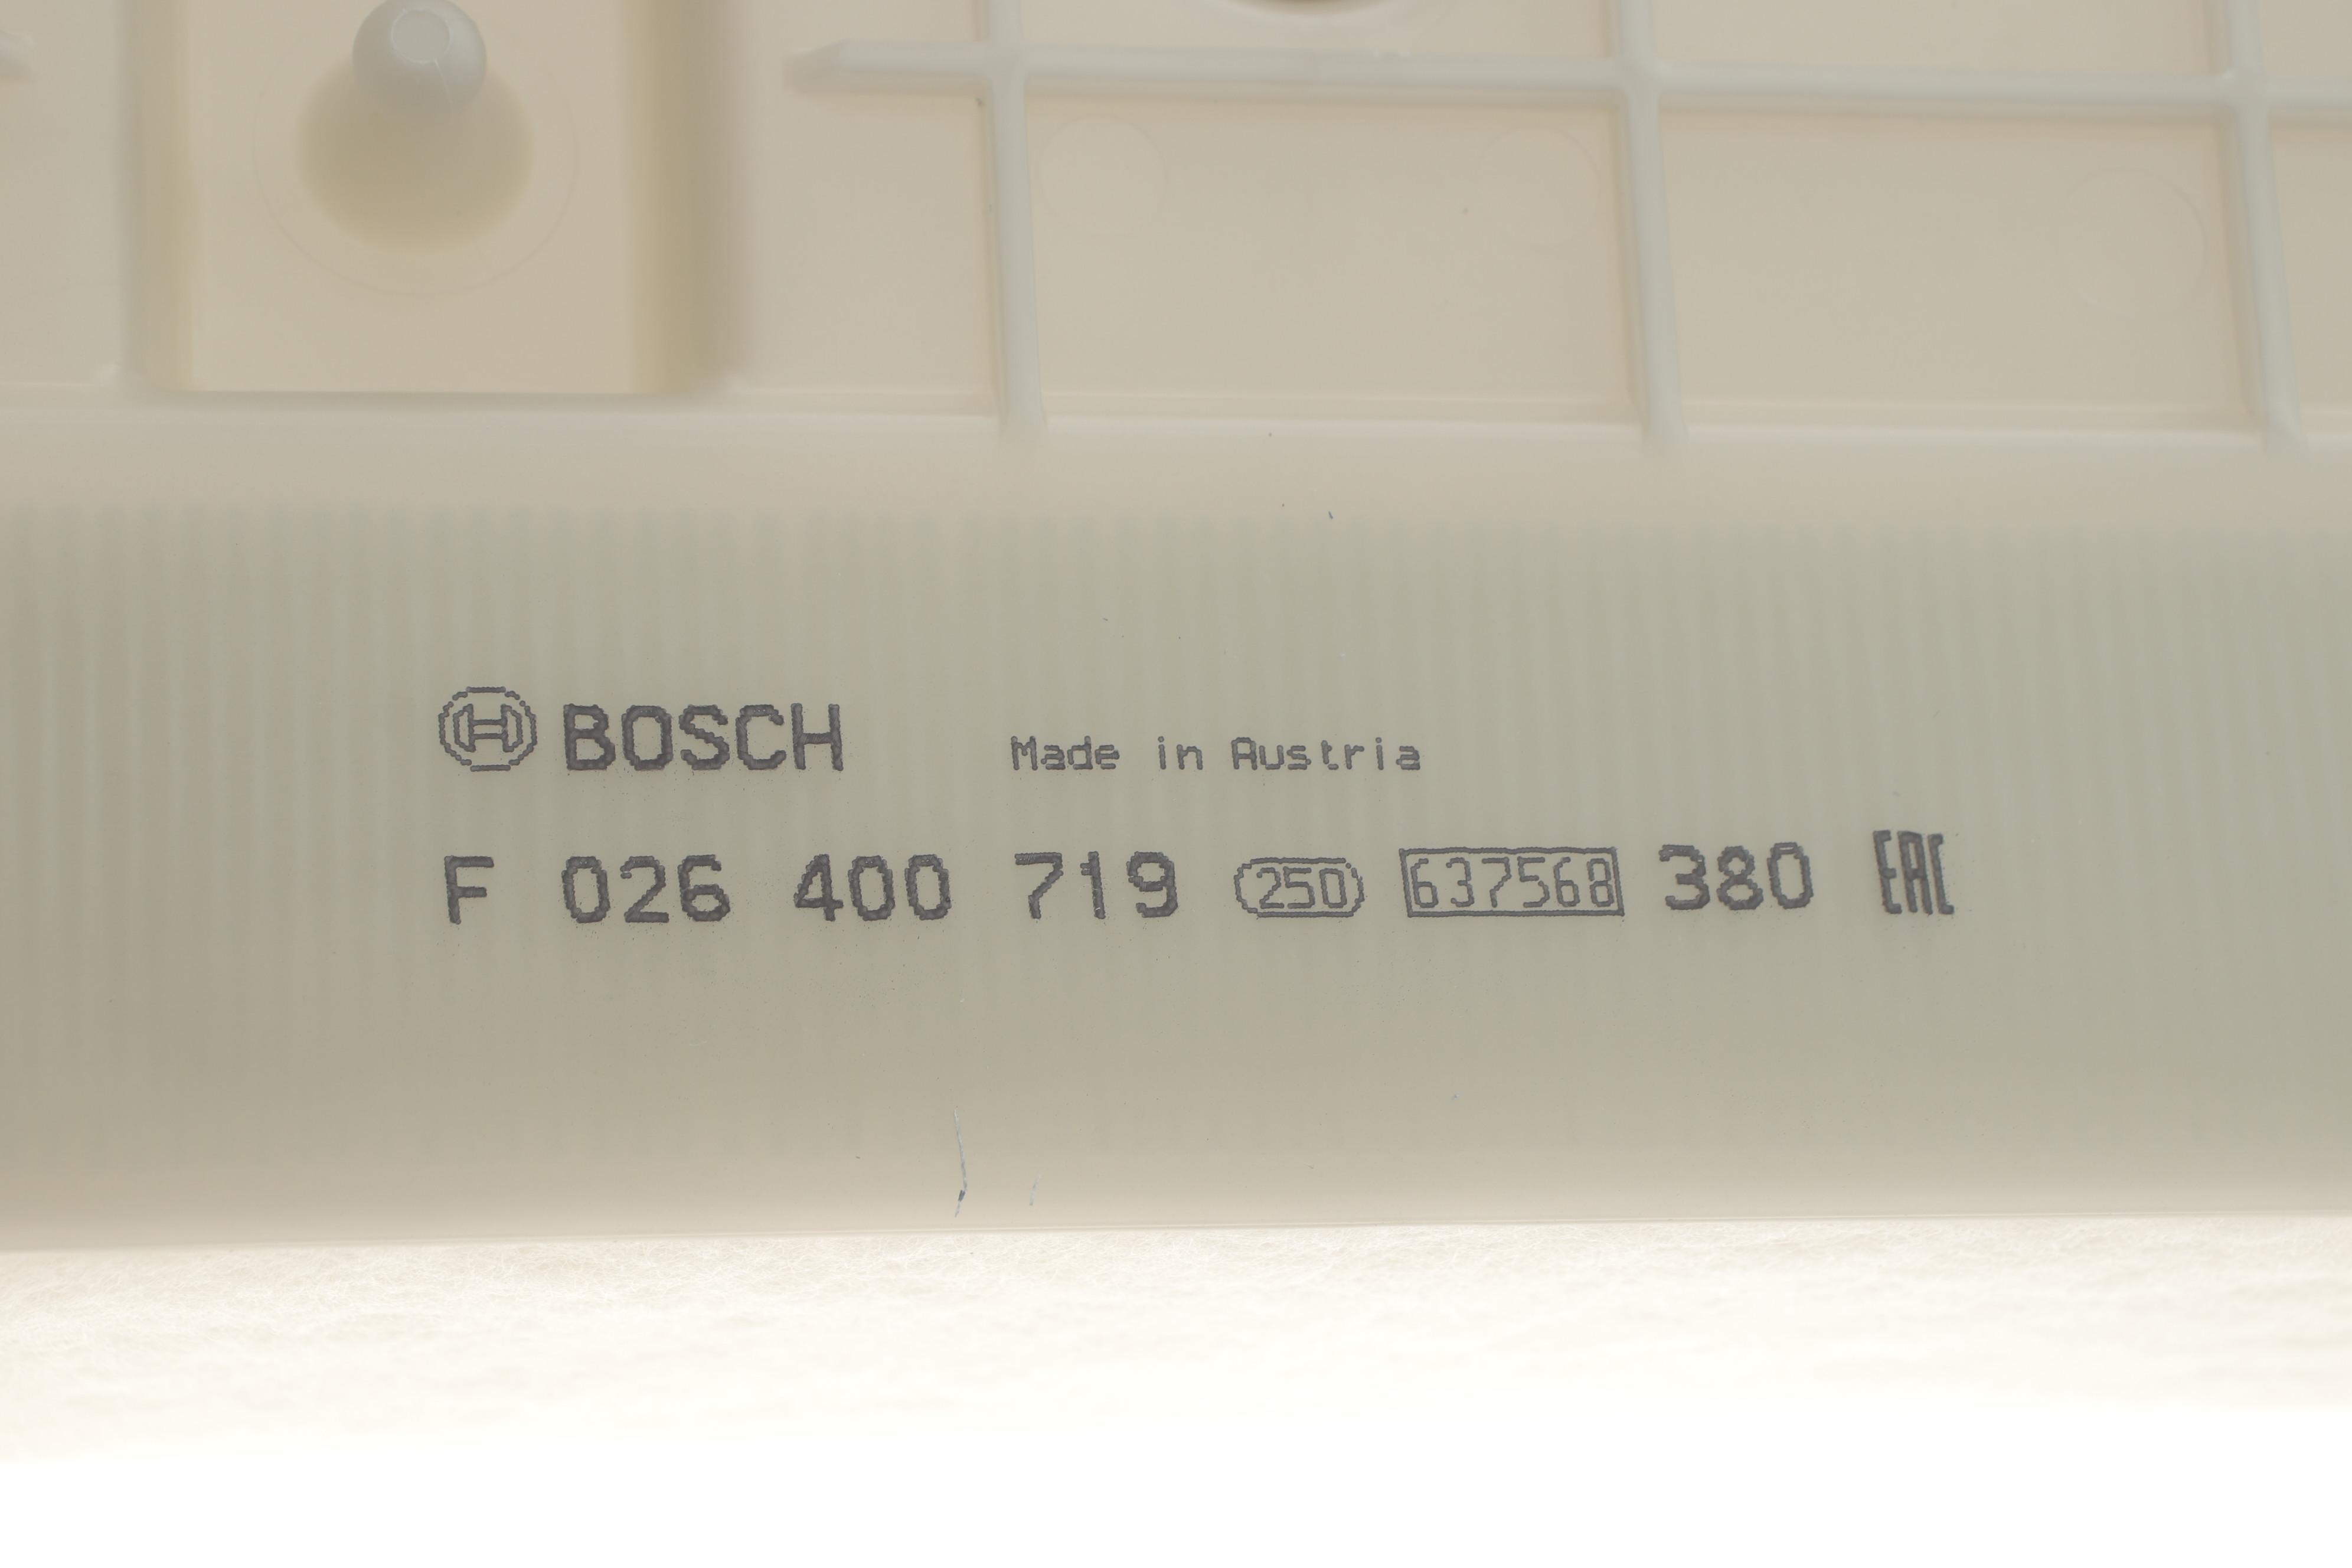 BOSCH Made in Austria
F 026 400 719 250 637568 380 EAC